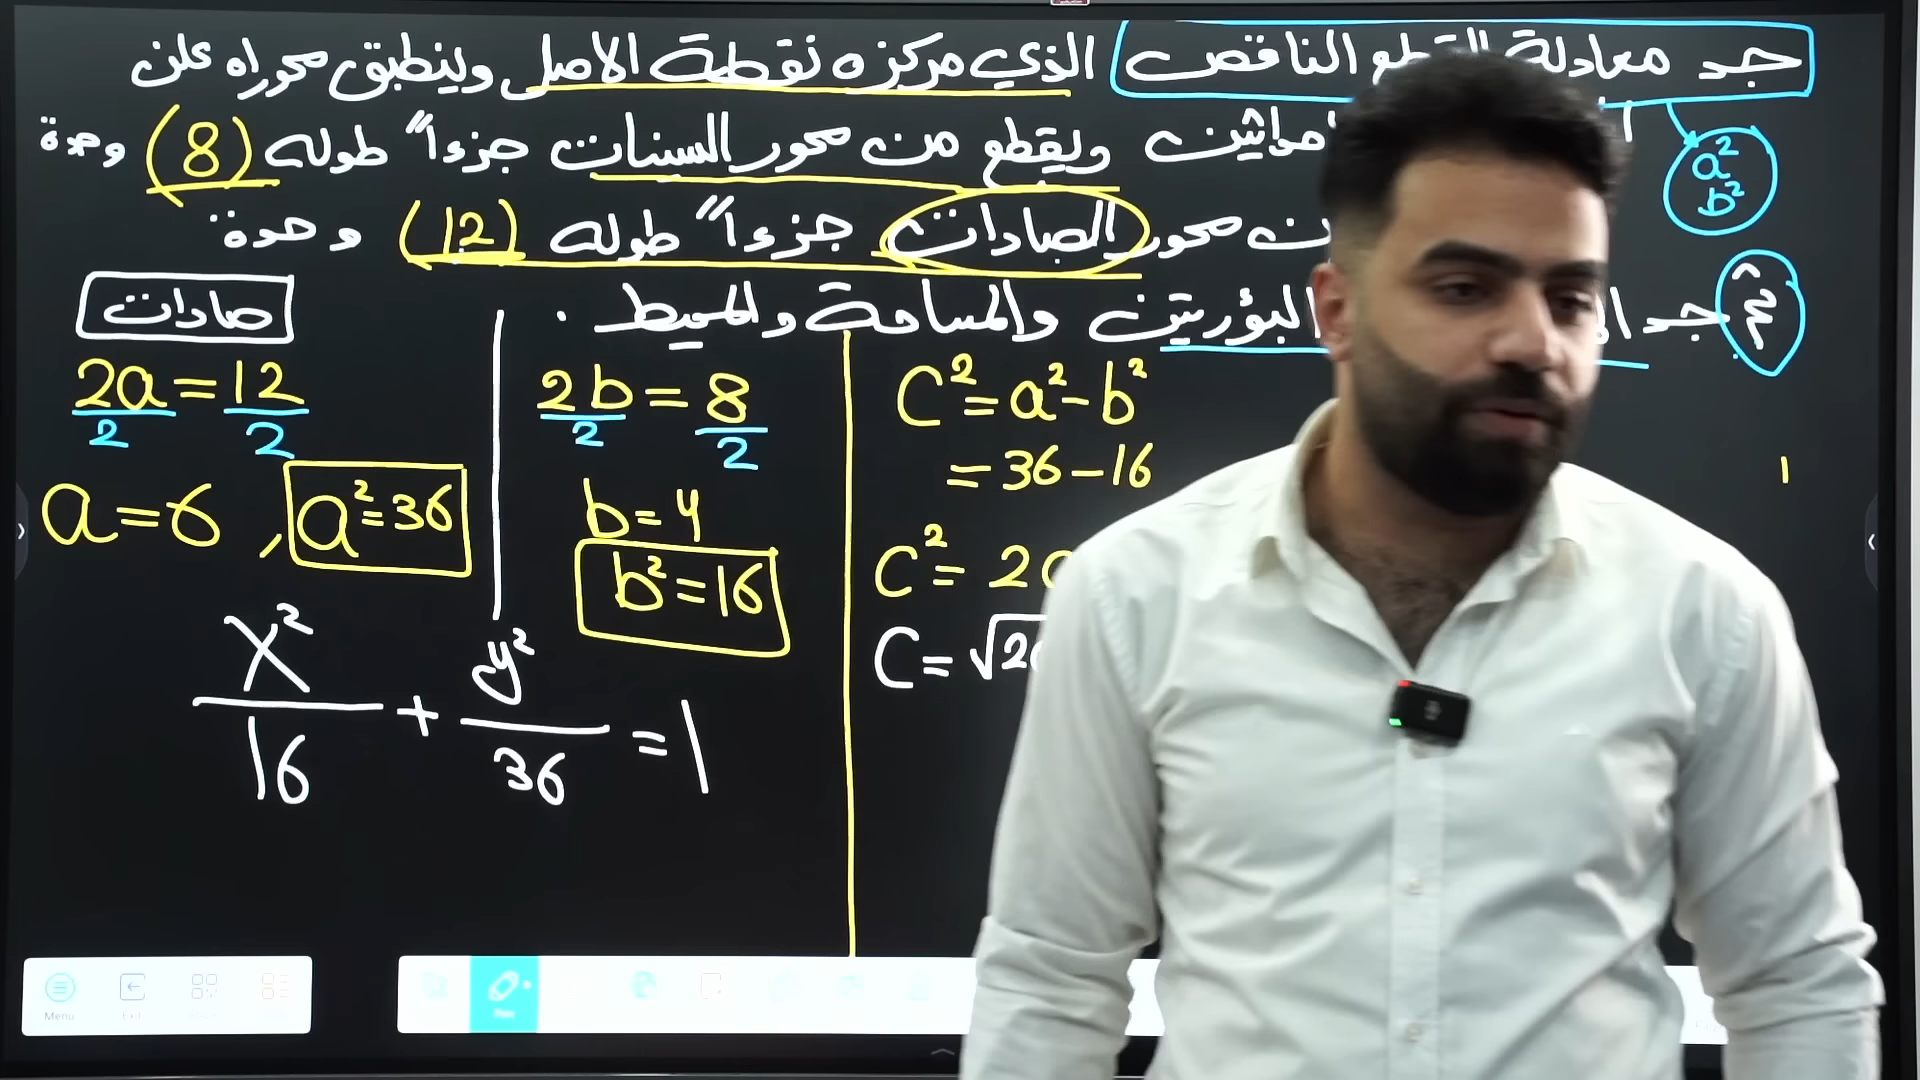 جد معادلة القطع الناقص الذي مركزه نقطة الاصل وينطبق محوراه على
ويقطع من محور السينات جزءاً طوله (8) وحدة
محور الصادات جزءاً طوله (12) وحدة
جد البؤرتين والمساحة والمحيط .
a²
b²
صادات
2a = 12
2 2
a = 6 , a² = 36
2b = 8
2 2
b = 4
b² = 16
x²/16 + y²/36 = 1
C² = a² - b²
= 36 - 16
C² = 20
C = √20
Menu
Exit
Pen